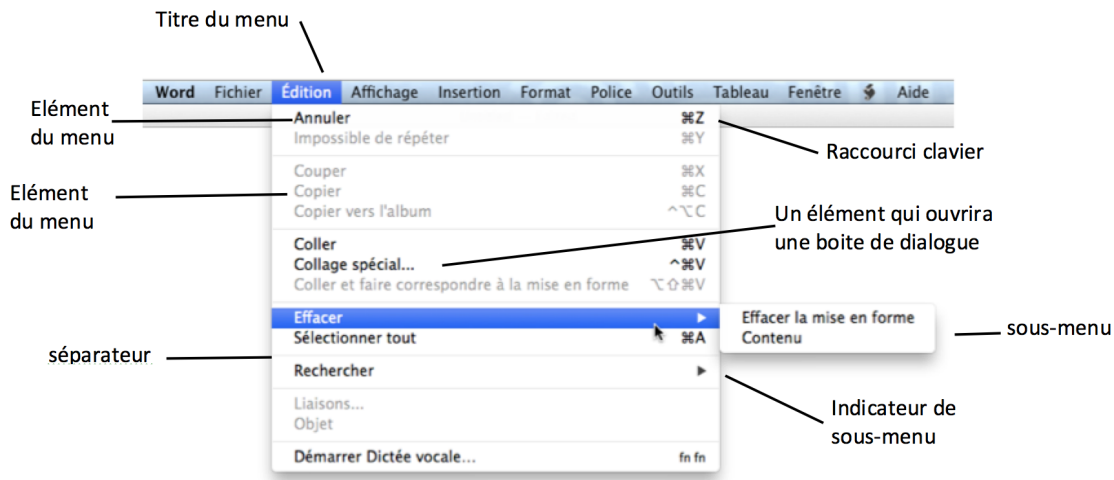 Titre du menu
Word Fichier Édition Affichage Insertion Format Police Outils Tableau Fenêtre Aide
Elément
du menu
Annuler ⌘Z
Impossible de répéter ⌘Y
Raccourci clavier
Couper ⌘X
Elément
du menu
Copier ⌘C
Copier vers l'album ^⌥C
Un élément qui ouvrira
une boite de dialogue
Coller ⌘V
Collage spécial... ^⌘V
Coller et faire correspondre à la mise en forme ⌥⇧⌘V
Effacer ▶
Effacer la mise en forme
Contenu
sous-menu
Sélectionner tout ⌘A
séparateur
Rechercher ▶
Indicateur de
sous-menu
Liaisons...
Objet
Démarrer Dictée vocale... fn fn